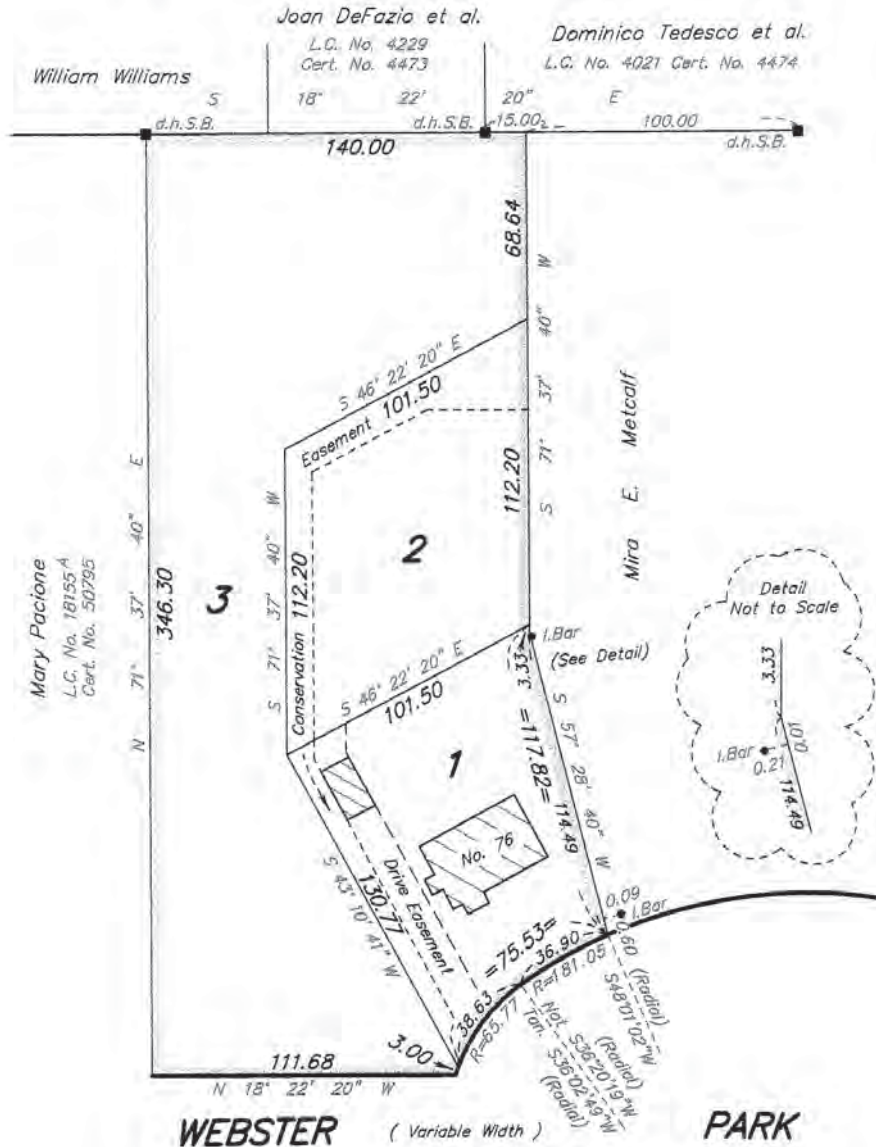 Joan DeFazio et al.
L.C. No. 4229
Cert. No. 4473
Dominico Tedesco et al.
L.C. No. 4021 Cert. No. 4474
William Williams
S 18° 22' 20" E
d.h.S.B.
d.h.S.B.
15.00
100.00
d.h.S.B.
140.00
68.64
S 71° 37' 40" W
S 46° 22' 20" E
101.50
Easement
112.20
Mira E. Metcalf
Mary Pacione
L.C. No. 18155 A
Cert. No. 50795
N 71° 37' 40" E
346.30
3
S 71° 37' 40" W
Conservation
112.20
2
Detail
Not to Scale
3.33
0.01
I.Bar
0.21
114.49
I.Bar
(See Detail)
3.33
S 46° 22' 20" E
101.50
1
S 57° 28' 40" W
=117.82=
114.49
No. 76
S 43° 10' 41" W
130.77
Drive Easement
=75.53=
0.09
I.Bar
0.60
36.90
R=181.05
38.63
R=65.77
S48°01'02"W
(Radial)
Not
Tan.
S36°20'19"W
(Radial)
S36°02'49"W
(Radial)
3.00
111.68
N 18° 22' 20" W
WEBSTER ( Variable Width ) PARK